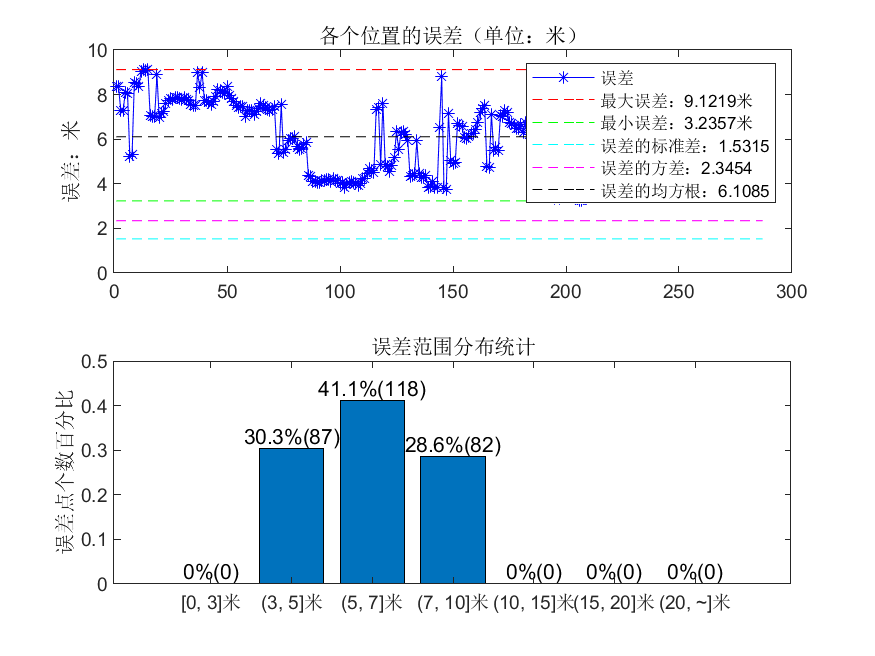 各个位置的误差（单位：米）
10
8
6
4
2
0
误差：米
误差
最大误差：9.1219米
最小误差：3.2357米
误差的标准差：1.5315
误差的方差：2.3454
误差的均方根：6.1085
0 50 100 150 200 250 300
误差范围分布统计
0.5
0.4
0.3
0.2
0.1
0
误差点个数百分比
0%(0) 30.3%(87) 41.1%(118) 28.6%(82) 0%(0) 0%(0) 0%(0)
[0, 3]米 (3, 5]米 (5, 7]米 (7, 10]米 (10, 15]米 (15, 20]米 (20, ~]米